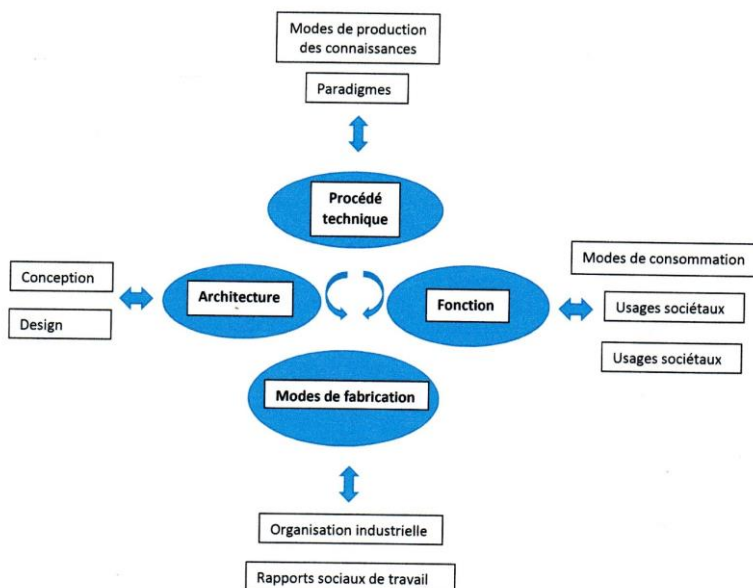 Modes de production
des connaissances
Paradigmes
Procédé
technique
Conception
Design
Architecture
Fonction
Modes de consommation
Usages sociétaux
Usages sociétaux
Modes de fabrication
Organisation industrielle
Rapports sociaux de travail